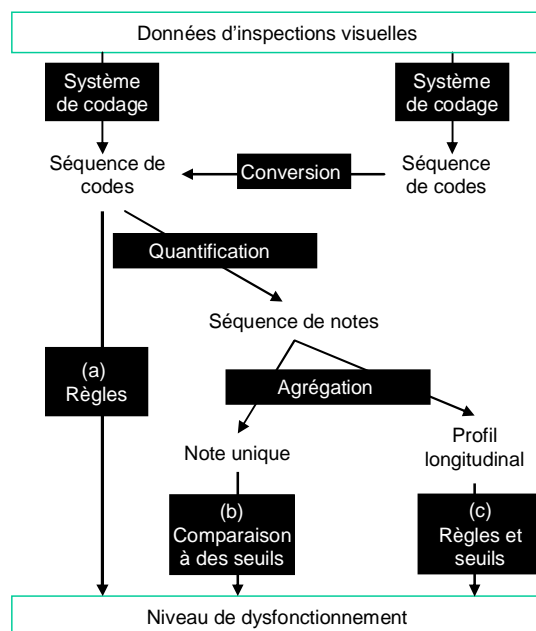 Données d'inspections visuelles
Système
de codage
Système
de codage
Séquence de
codes
Conversion
Séquence
de codes
Quantification
Séquence de notes
(a)
Règles
Agrégation
Note unique
Profil
longitudinal
(b)
Comparaison
à des seuils
(c)
Règles et
seuils
Niveau de dysfonctionnement